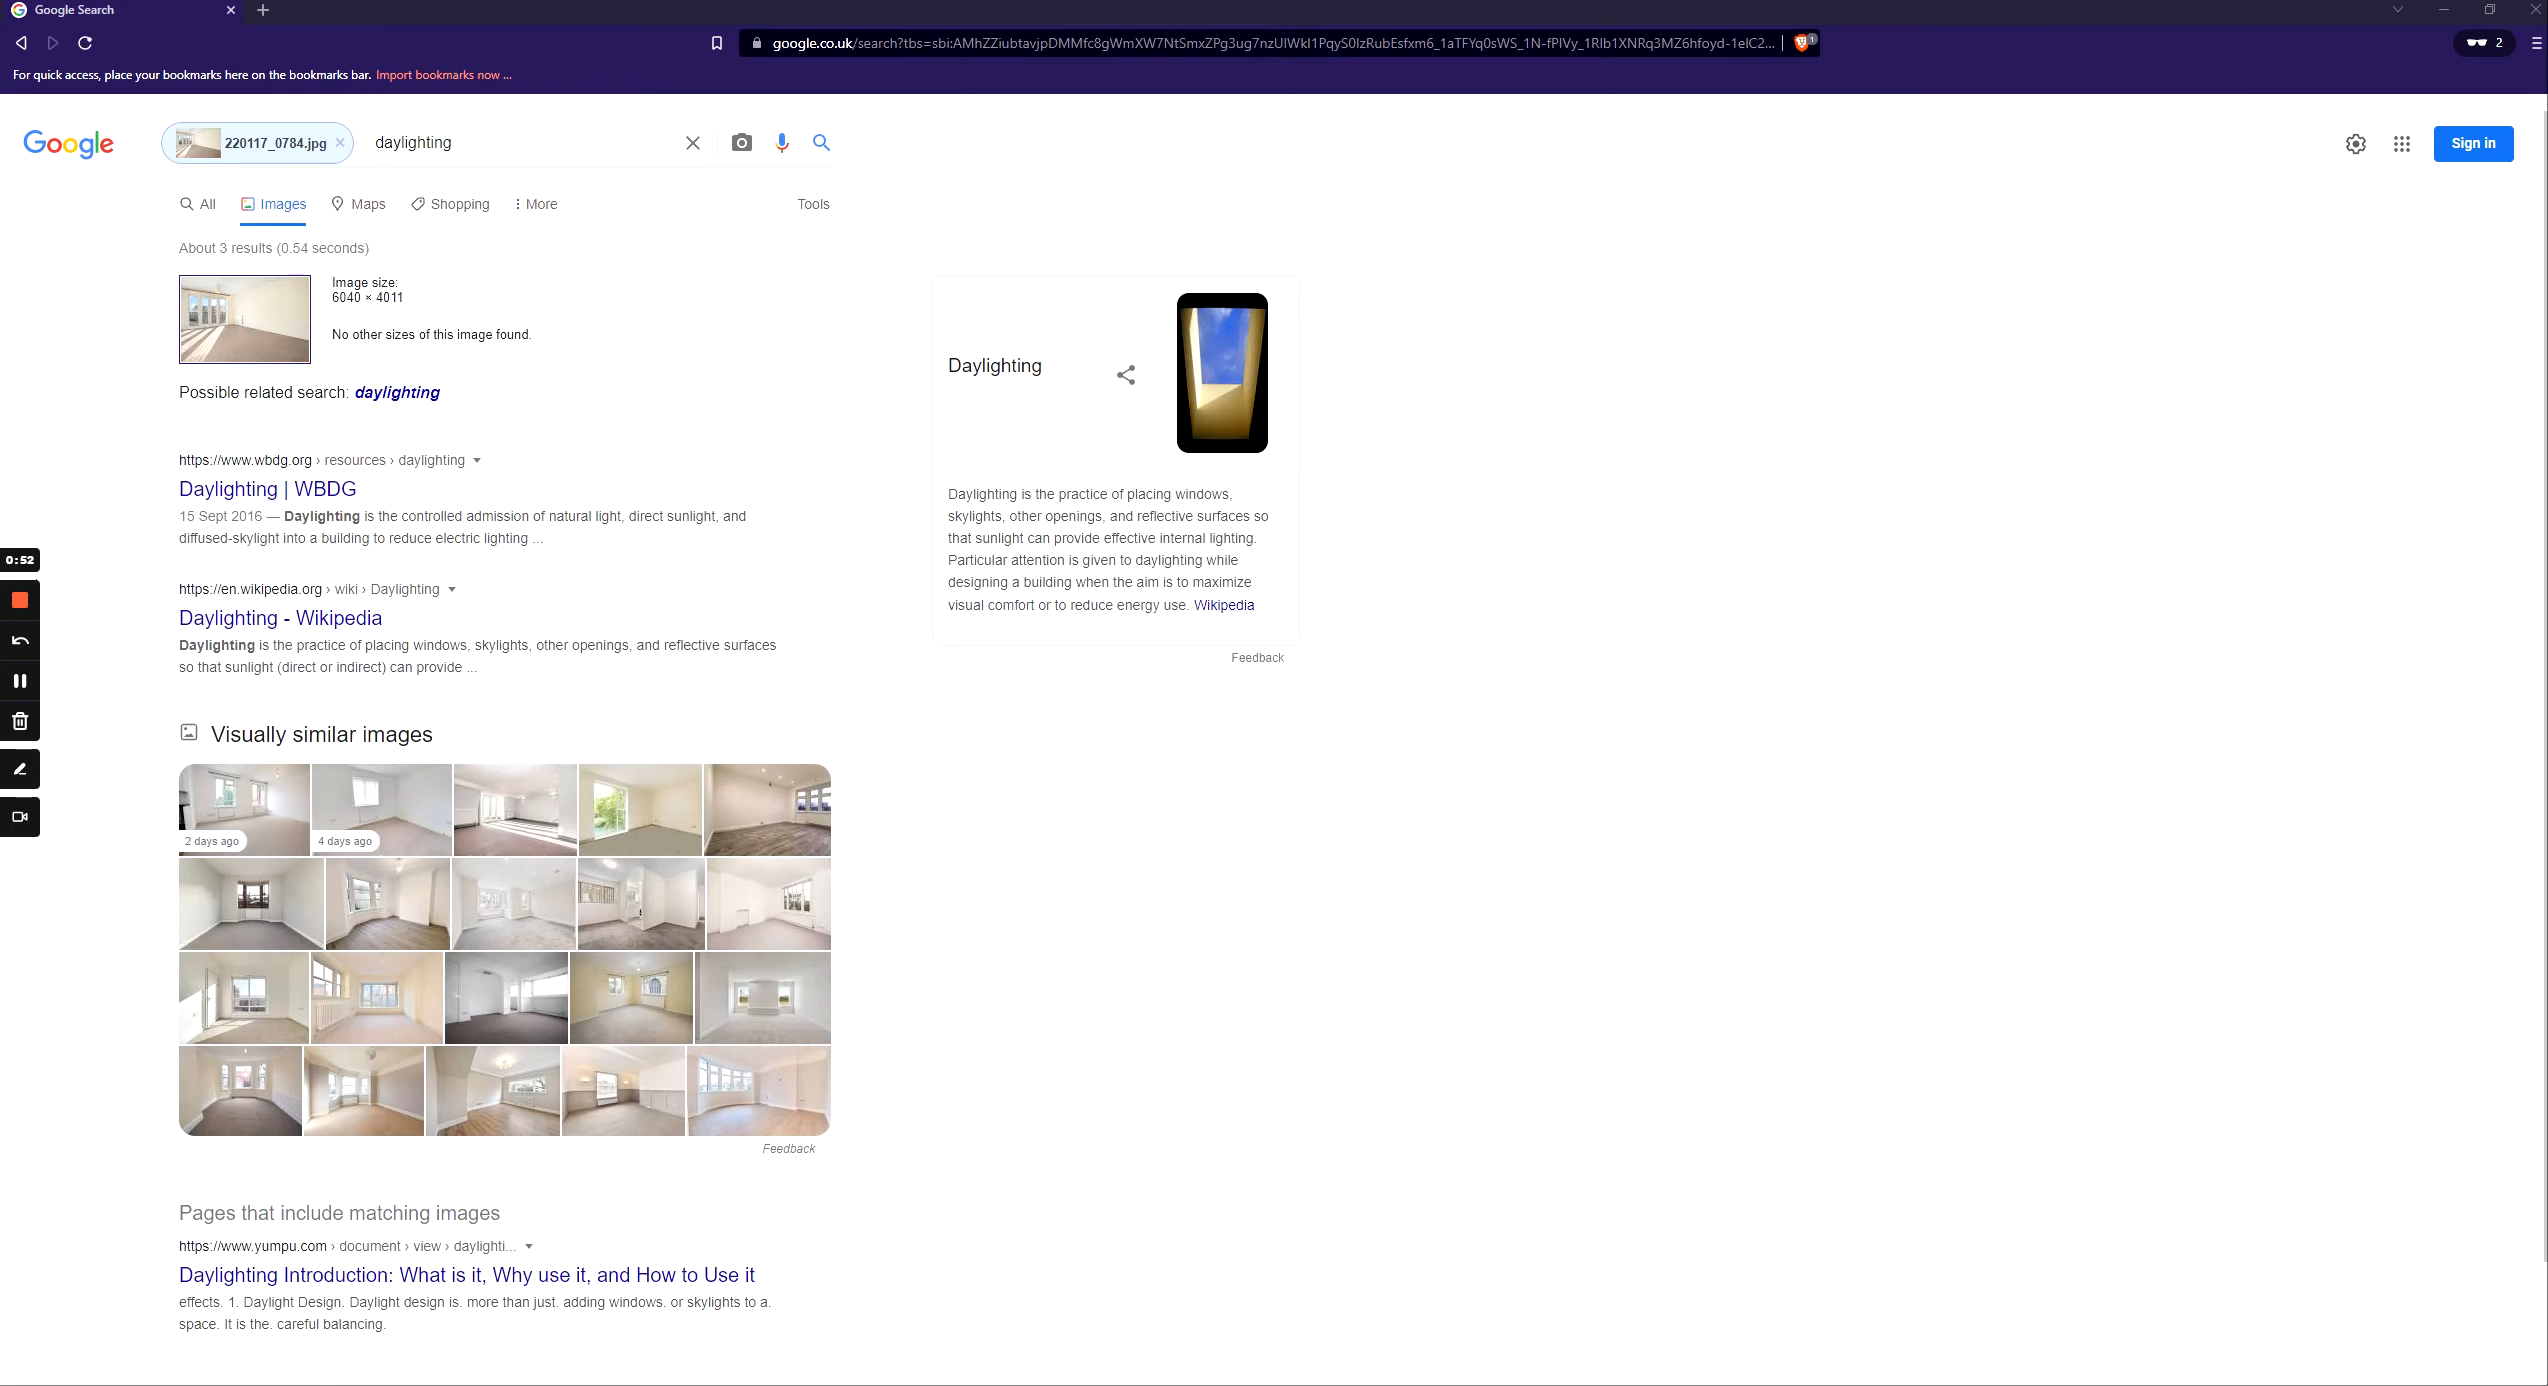 Google Search
For quick access, place your bookmarks here on the bookmarks bar. Import bookmarks now ...
2
Google
220117_0784.jpg
daylighting
Sign in
All
Images
Maps
Shopping
More
Tools
About 3 results (0.54 seconds)
Image size:
6040 × 4011
No other sizes of this image found.
Possible related search: daylighting
https://www.wbdg.org › resources › daylighting
Daylighting | WBDG
15 Sept 2016 — Daylighting is the controlled admission of natural light, direct sunlight, and
diffused-skylight into a building to reduce electric lighting ...
0:52
https://en.wikipedia.org › wiki › Daylighting
Daylighting - Wikipedia
Daylighting is the practice of placing windows, skylights, other openings, and reflective surfaces
so that sunlight (direct or indirect) can provide ...
Daylighting
Daylighting is the practice of placing windows,
skylights, other openings, and reflective surfaces so
that sunlight can provide effective internal lighting.
Particular attention is given to daylighting while
designing a building when the aim is to maximize
visual comfort or to reduce energy use. Wikipedia
Feedback
Visually similar images
2 days ago
4 days ago
Feedback
Pages that include matching images
https://www.yumpu.com › document › view › daylighti...
Daylighting Introduction: What is it, Why use it, and How to Use it
effects. 1. Daylight Design. Daylight design is. more than just. adding windows. or skylights to a.
space. It is the. careful balancing.